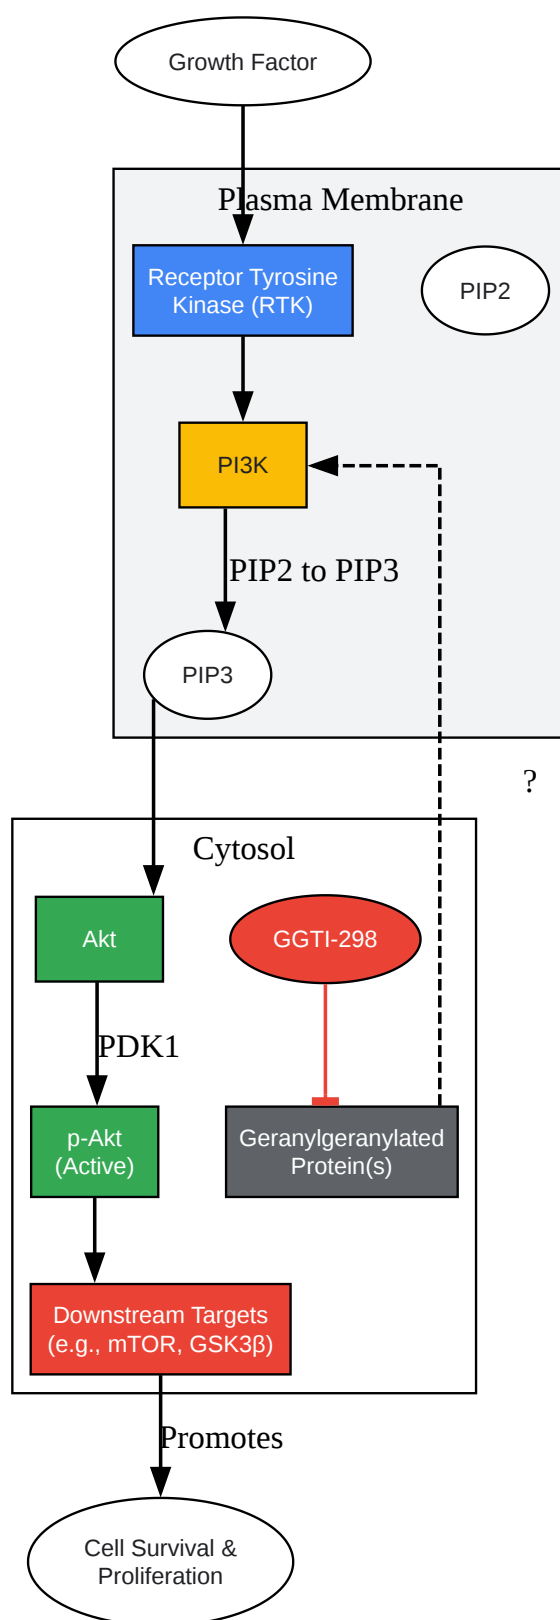 Growth Factor
Plasma Membrane
Receptor Tyrosine
Kinase (RTK)
PIP2
PI3K
PIP2 to PIP3
PIP3
?
Cytosol
Akt
GGTI-298
PDK1
p-Akt
(Active)
Geranylgeranylated
Protein(s)
Downstream Targets
(e.g., mTOR, GSK3β)
Promotes
Cell Survival &
Proliferation